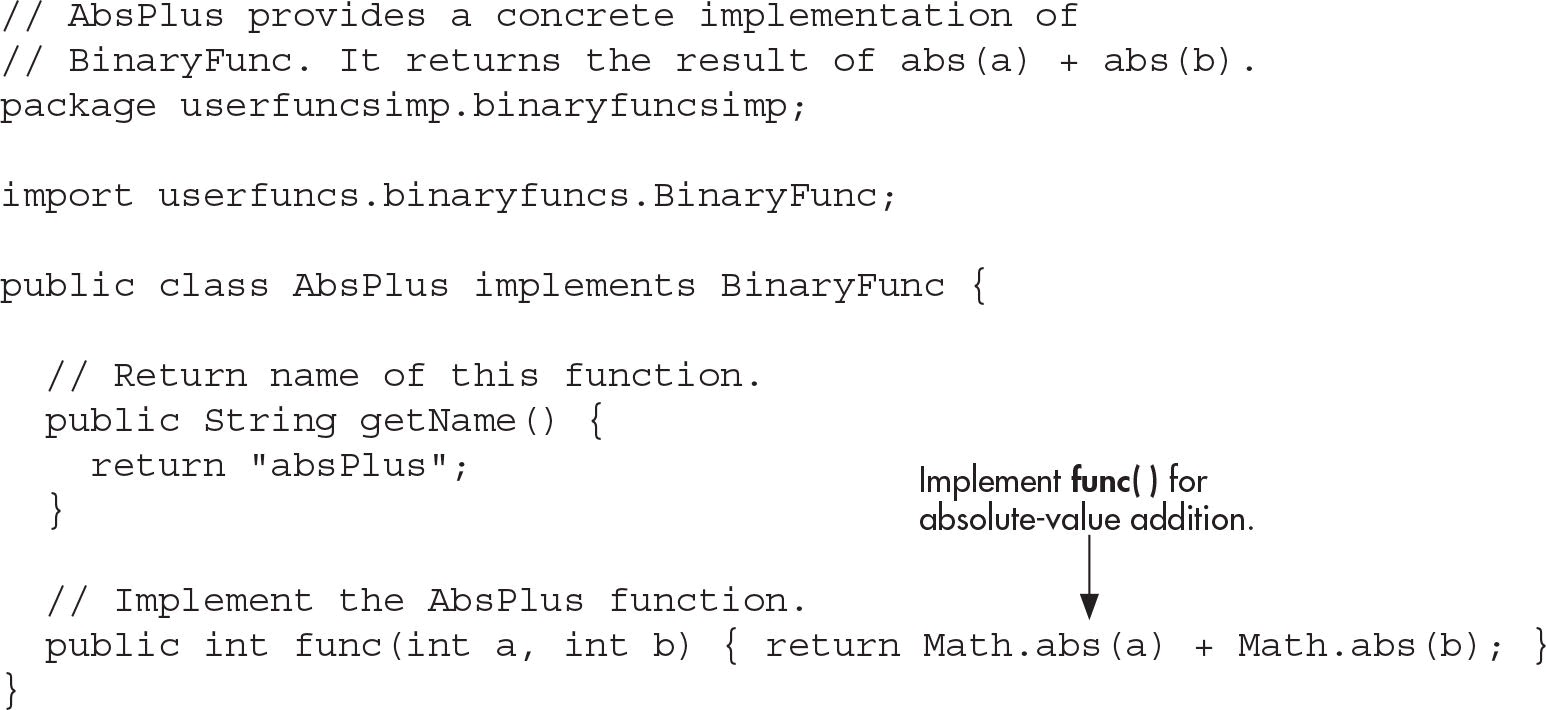 // AbsPlus provides a concrete implementation of
// BinaryFunc. It returns the result of abs(a) + abs(b).
package userfuncsimp.binaryfuncsimp;

import userfuncs.binaryfuncs.BinaryFunc;

public class AbsPlus implements BinaryFunc {

  // Return name of this function.
  public String getName() {
    return "absPlus";
  }

Implement func( ) for
absolute-value addition.

  // Implement the AbsPlus function.
  public int func(int a, int b) { return Math.abs(a) + Math.abs(b); }
}